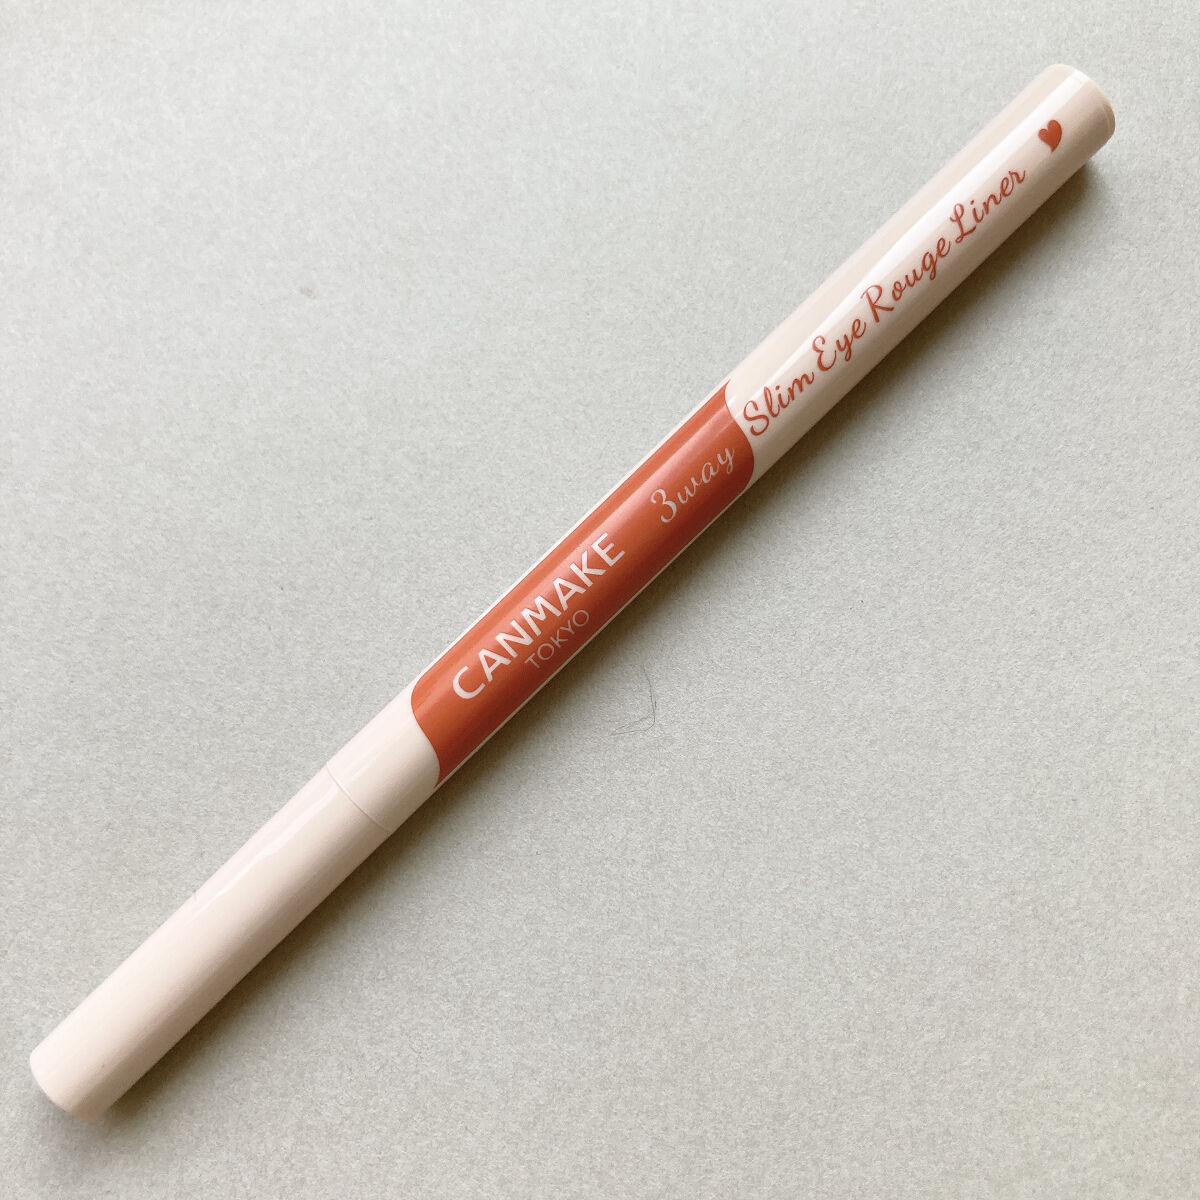 CANMAKE
TOKYO
3way
Slim Eye Rouge Liner